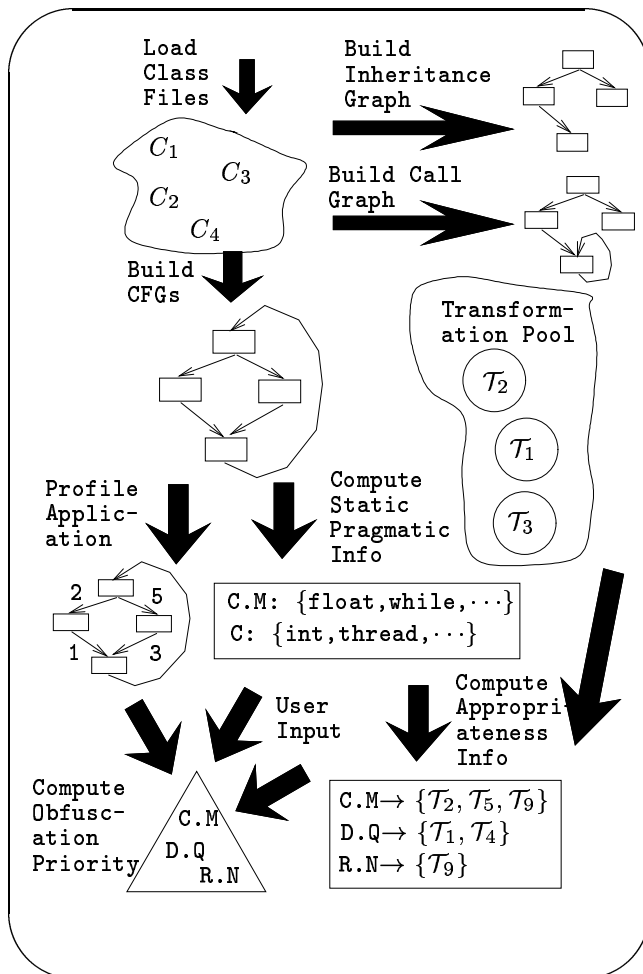 Load
Class
Files
Build
Inheritance
Graph
C₁
C₃
C₂
C₄
Build Call
Graph
Build
CFGs
Transform-
ation Pool
𝒯₂
𝒯₁
𝒯₃
Profile
Applic-
ation
Compute
Static
Pragmatic
Info
2 5
1 3
C.M: {float,while,···}
C: {int,thread,···}
User
Input
Compute
Appropri-
ateness
Info
Compute
Obfusc-
ation
Priority
C.M
D.Q
R.N
C.M→ {𝒯₂, 𝒯₅, 𝒯₉}
D.Q→ {𝒯₁, 𝒯₄}
R.N→ {𝒯₉}